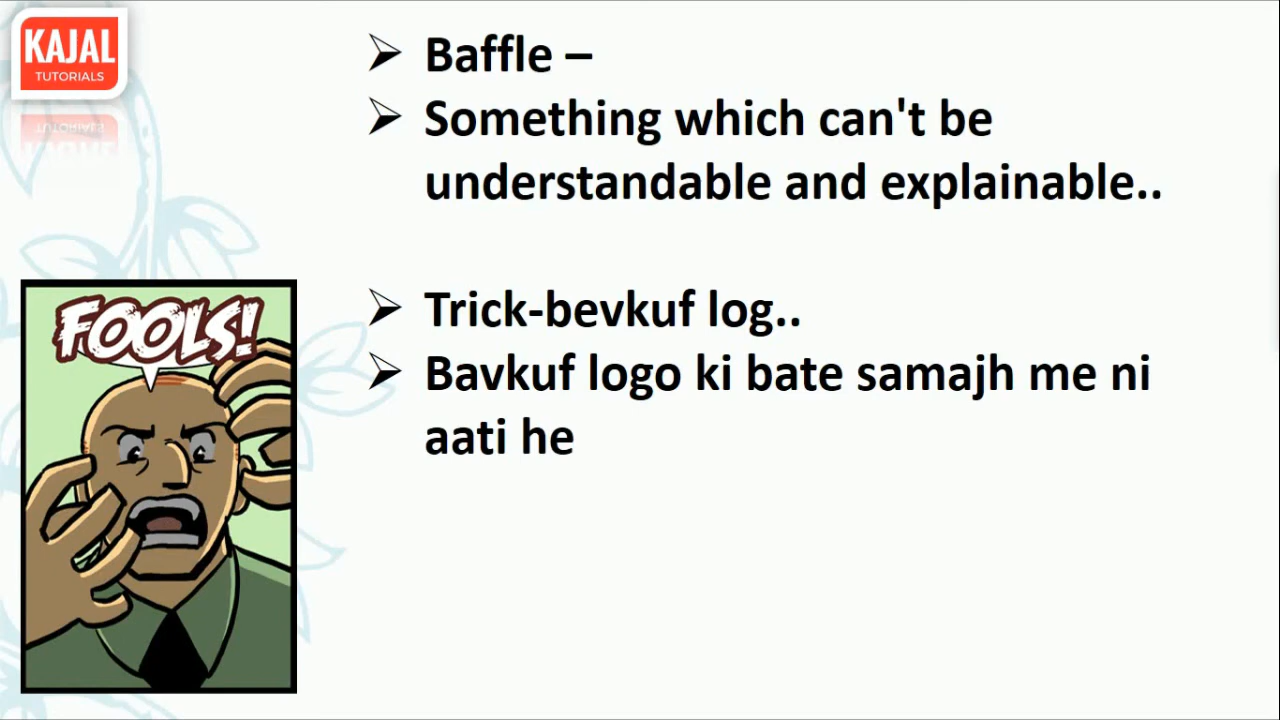 KAJAL
TUTORIALS
Baffle –
Something which can't be
understandable and explainable..
Trick-bevkuf log..
Bavkuf logo ki bate samajh me ni
aati he
FOOLS!